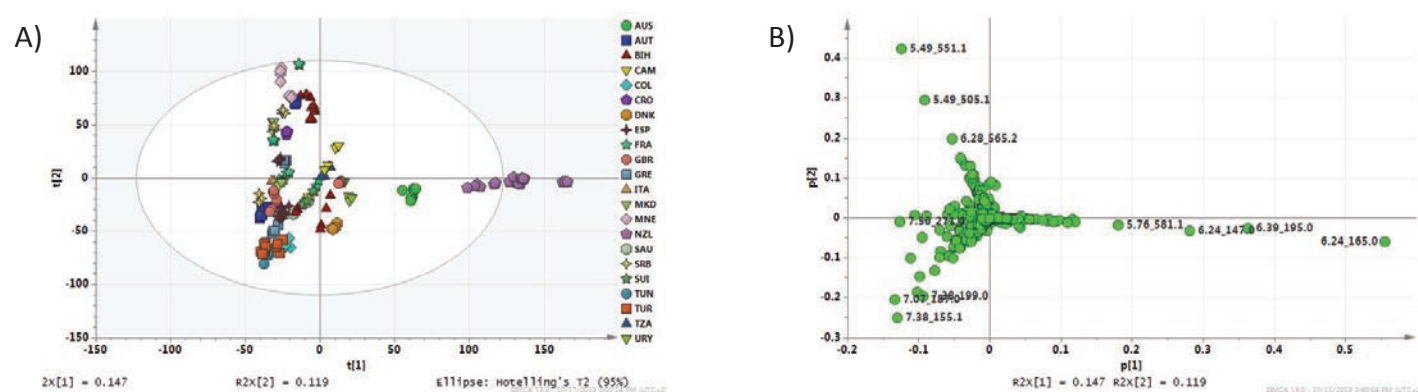 A)
B)
t[2]
100
50
0
-50
-100
-150
-150
-100
-50
0
50
100
150
t[1]
AUS
AUT
BIH
CAM
COL
CRO
DNK
ESP
FRA
GBR
GRE
ITA
MKD
MNE
NZL
SAU
SRB
SUI
TUN
TUR
TZA
URY
2X[1] = 0.147 R2X[2] = 0.119 Ellipse: Hotelling's T2 (95%)
p[2]
0.4
0.3
0.2
0.1
0
-0.1
-0.2
-0.3
-0.2
-0.1
0
0.1
0.2
0.3
0.4
0.5
p[1]
5.49_551.1
5.49_505.1
6.28_565.2
5.76_581.1
6.24_147.0
6.39_195.0
6.24_165.0
7.38_155.1
R2X[1] = 0.147 R2X[2] = 0.119